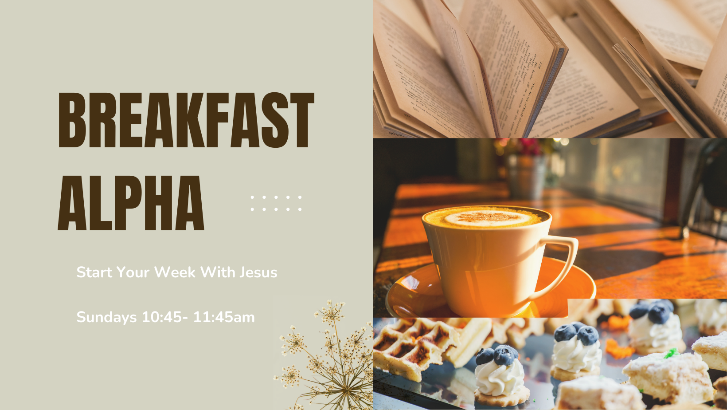 BREAKFAST
ALPHA
Start Your Week With Jesus
Sundays 10:45- 11:45am